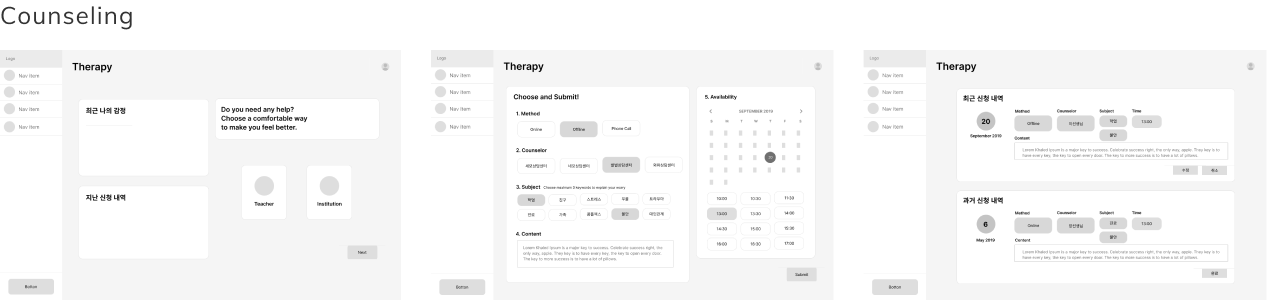 Counseling
Logo
Nav Item
Nav Item
Nav Item
Nav Item
Button
Therapy
최근 나의 감정
지난 신청 내역
Do you need any help?
Choose a comfortable way
to make you feel better.
Teacher
Institution
Next
Logo
Nav Item
Nav Item
Nav Item
Nav Item
Button
Therapy
Choose and Submit!
1. Method
Online
Offline
Phone Call
2. Counselor
3. Subject
Choose maximum 3 keywords to explain your worry
학업
친구
스트레스
우울
트라우마
진로
가족
콤플렉스
불안
대인관계
4. Content
Lorem Khaled Ipsum is a major key to success. Celebrate success right, the
only way, apple. They key is to have every key, the key to open every door.
The key to more success is to have a lot of pillows.
5. Availability
SEPTEMBER 2019
S M T W T F S
10:00 10:30 11:30
13:00 13:30 14:00
14:30 15:00 15:30
16:00 16:30 17:00
Submit
Logo
Nav Item
Nav Item
Nav Item
Nav Item
Button
Therapy
최근 신청 내역
20
September 2019
Method
Offline
Counselor
Subject
학업
불안
Time
13:00
Content
Lorem Khaled Ipsum is a major key to success. Celebrate success right, the only way, apple. They key is to
have every key, the key to open every door. The key to more success is to have a lot of pillows.
수정
취소
과거 신청 내역
6
May 2019
Method
Online
Counselor
Subject
진로
불안
Time
13:00
Content
Lorem Khaled Ipsum is a major key to success. Celebrate success right, the only way, apple. They key is to
have every key, the key to open every door. The key to more success is to have a lot of pillows.